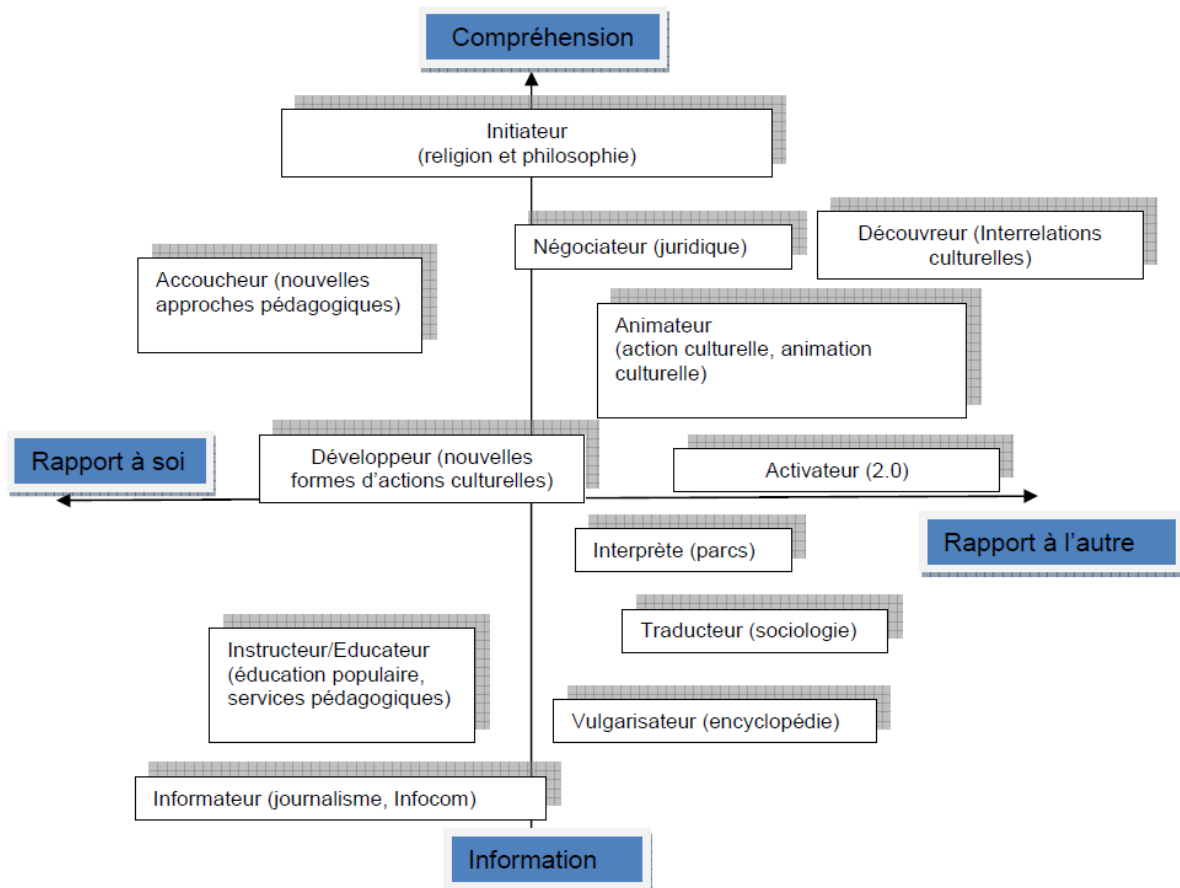 Compréhension
Initiateur
(religion et philosophie)
Négociateur (juridique)
Découvreur (Interrelations
culturelles)
Accoucheur (nouvelles
approches pédagogiques)
Animateur
(action culturelle, animation
culturelle)
Rapport à soi
Développeur (nouvelles
formes d'actions culturelles)
Activateur (2.0)
Rapport à l'autre
Interprète (parcs)
Traducteur (sociologie)
Instructeur/Educateur
(éducation populaire,
services pédagogiques)
Vulgarisateur (encyclopédie)
Informateur (journalisme, Infocom)
Information